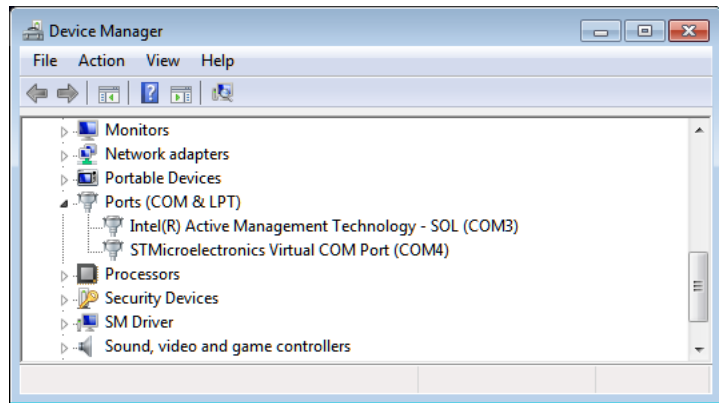 Device Manager
File Action View Help
Monitors
Network adapters
Portable Devices
Ports (COM & LPT)
Intel(R) Active Management Technology - SOL (COM3)
STMicroelectronics Virtual COM Port (COM4)
Processors
Security Devices
SM Driver
Sound, video and game controllers